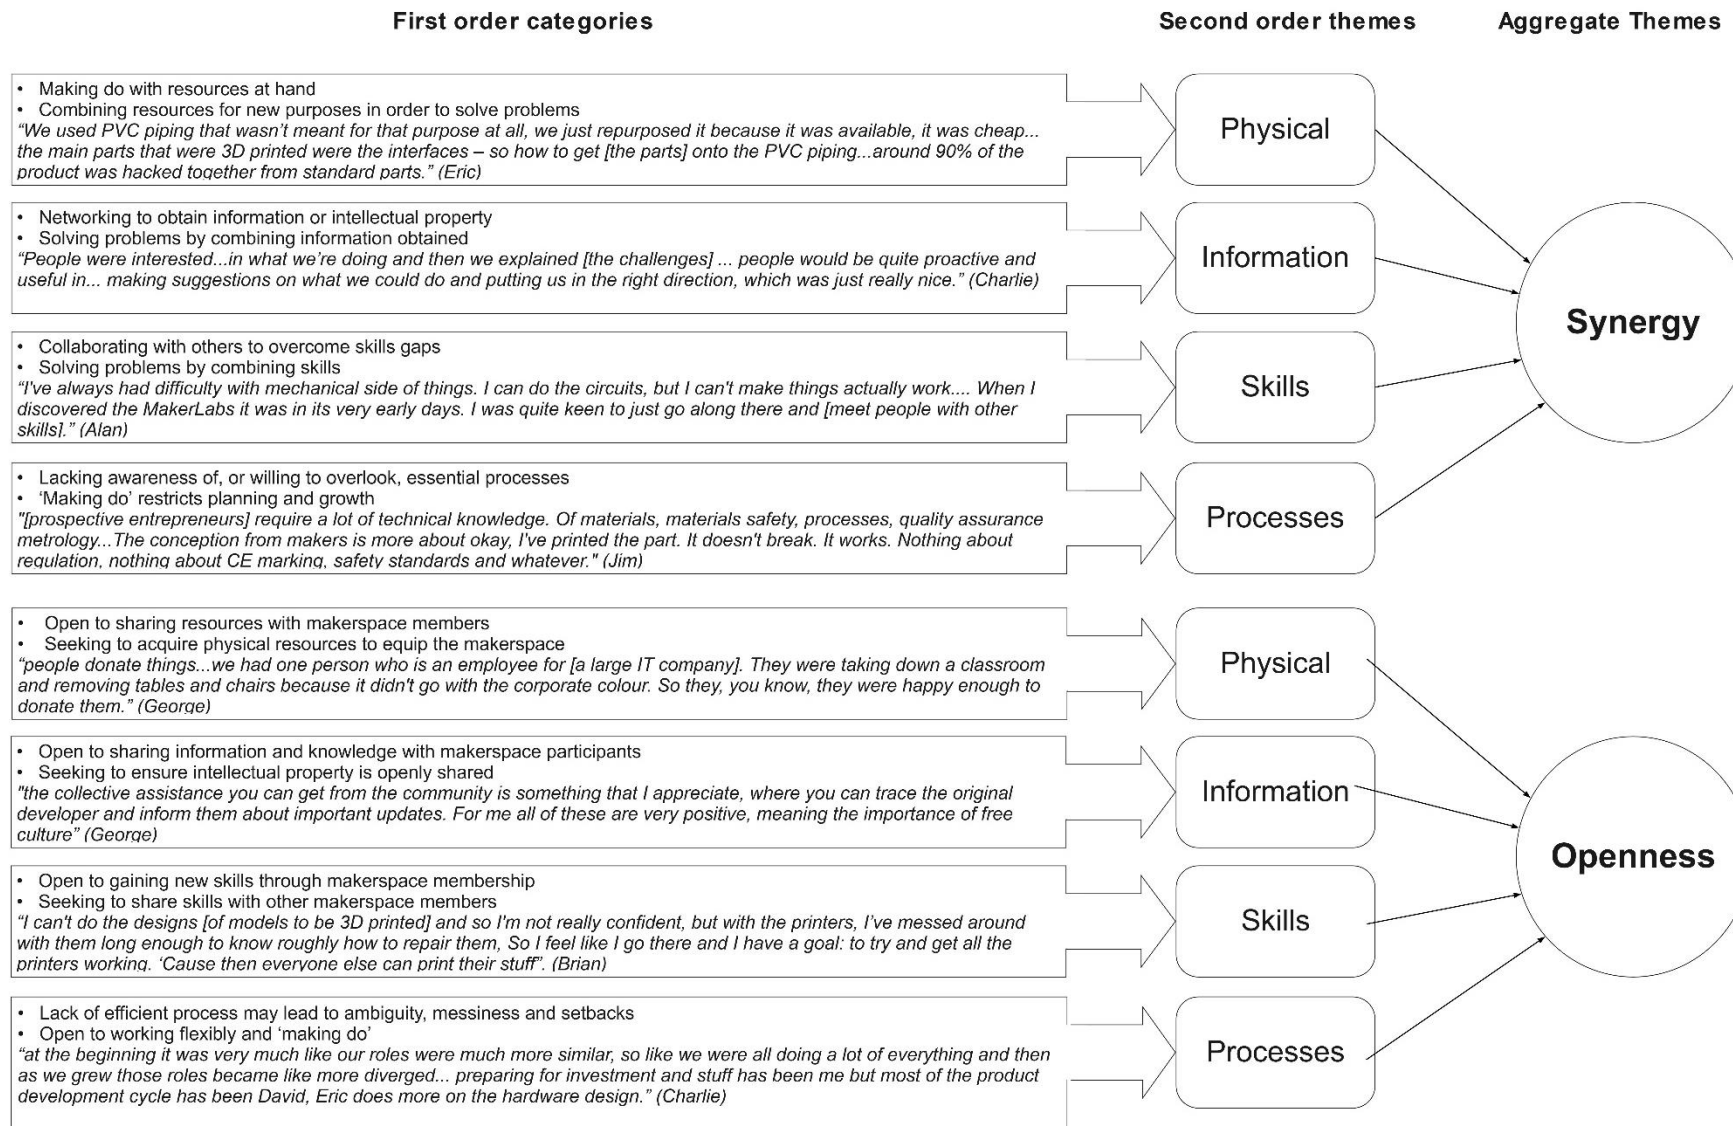 First order categories
Second order themes
Aggregate Themes
• Making do with resources at hand
• Combining resources for new purposes in order to solve problems
“We used PVC piping that wasn’t meant for that purpose at all, we just repurposed it because it was available, it was cheap...
the main parts that were 3D printed were the interfaces – so how to get [the parts] onto the PVC piping...around 90% of the
product was hacked together from standard parts.” (Eric)
Physical
• Networking to obtain information or intellectual property
• Solving problems by combining information obtained
“People were interested...in what we’re doing and then we explained [the challenges] ... people would be quite proactive and
useful in... making suggestions on what we could do and putting us in the right direction, which was just really nice.” (Charlie)
Information
• Collaborating with others to overcome skills gaps
• Solving problems by combining skills
“I've always had difficulty with mechanical side of things. I can do the circuits, but I can't make things actually work.... When I
discovered the MakerLabs it was in its very early days. I was quite keen to just go along there and [meet people with other
skills].” (Alan)
Skills
• Lacking awareness of, or willing to overlook, essential processes
• ‘Making do’ restricts planning and growth
"[prospective entrepreneurs] require a lot of technical knowledge. Of materials, materials safety, processes, quality assurance
metrology...The conception from makers is more about okay, I've printed the part. It doesn't break. It works. Nothing about
regulation, nothing about CE marking, safety standards and whatever." (Jim)
Processes
Synergy
• Open to sharing resources with makerspace members
• Seeking to acquire physical resources to equip the makerspace
“people donate things...we had one person who is an employee for [a large IT company]. They were taking down a classroom
and removing tables and chairs because it didn't go with the corporate colour. So they, you know, they were happy enough to
donate them.” (George)
Physical
• Open to sharing information and knowledge with makerspace participants
• Seeking to ensure intellectual property is openly shared
"the collective assistance you can get from the community is something that I appreciate, where you can trace the original
developer and inform them about important updates. For me all of these are very positive, meaning the importance of free
culture” (George)
Information
• Open to gaining new skills through makerspace membership
• Seeking to share skills with other makerspace members
“I can't do the designs [of models to be 3D printed] and so I'm not really confident, but with the printers, I’ve messed around
with them long enough to know roughly how to repair them, So I feel like I go there and I have a goal: to try and get all the
printers working. ‘Cause then everyone else can print their stuff”. (Brian)
Skills
• Lack of efficient process may lead to ambiguity, messiness and setbacks
• Open to working flexibly and ‘making do’
“at the beginning it was very much like our roles were much more similar, so like we were all doing a lot of everything and then
as we grew those roles became like more diverged... preparing for investment and stuff has been me but most of the product
development cycle has been David, Eric does more on the hardware design.” (Charlie)
Processes
Openness